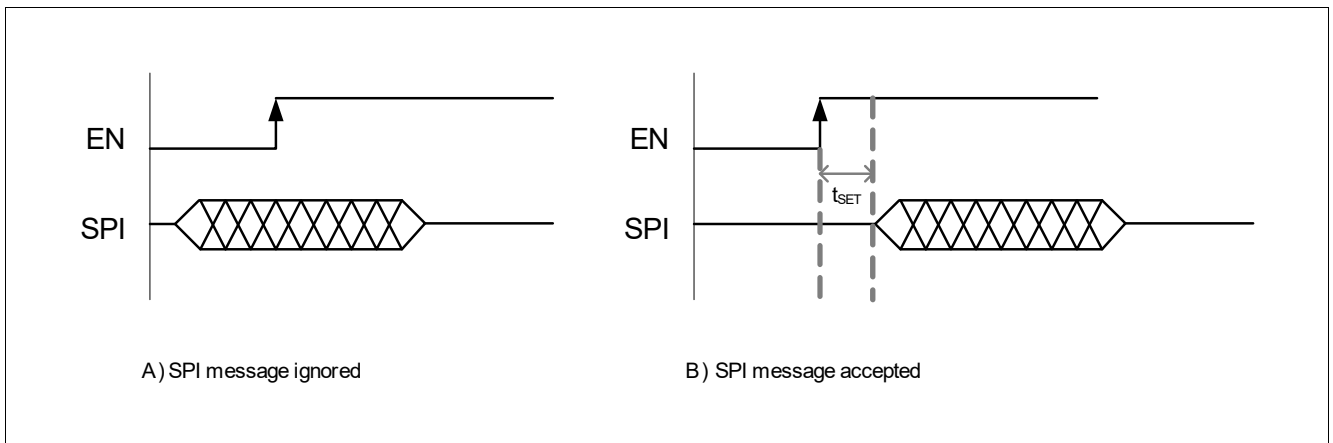 EN
SPI
A) SPI message ignored
EN
tSET
SPI
B) SPI message accepted